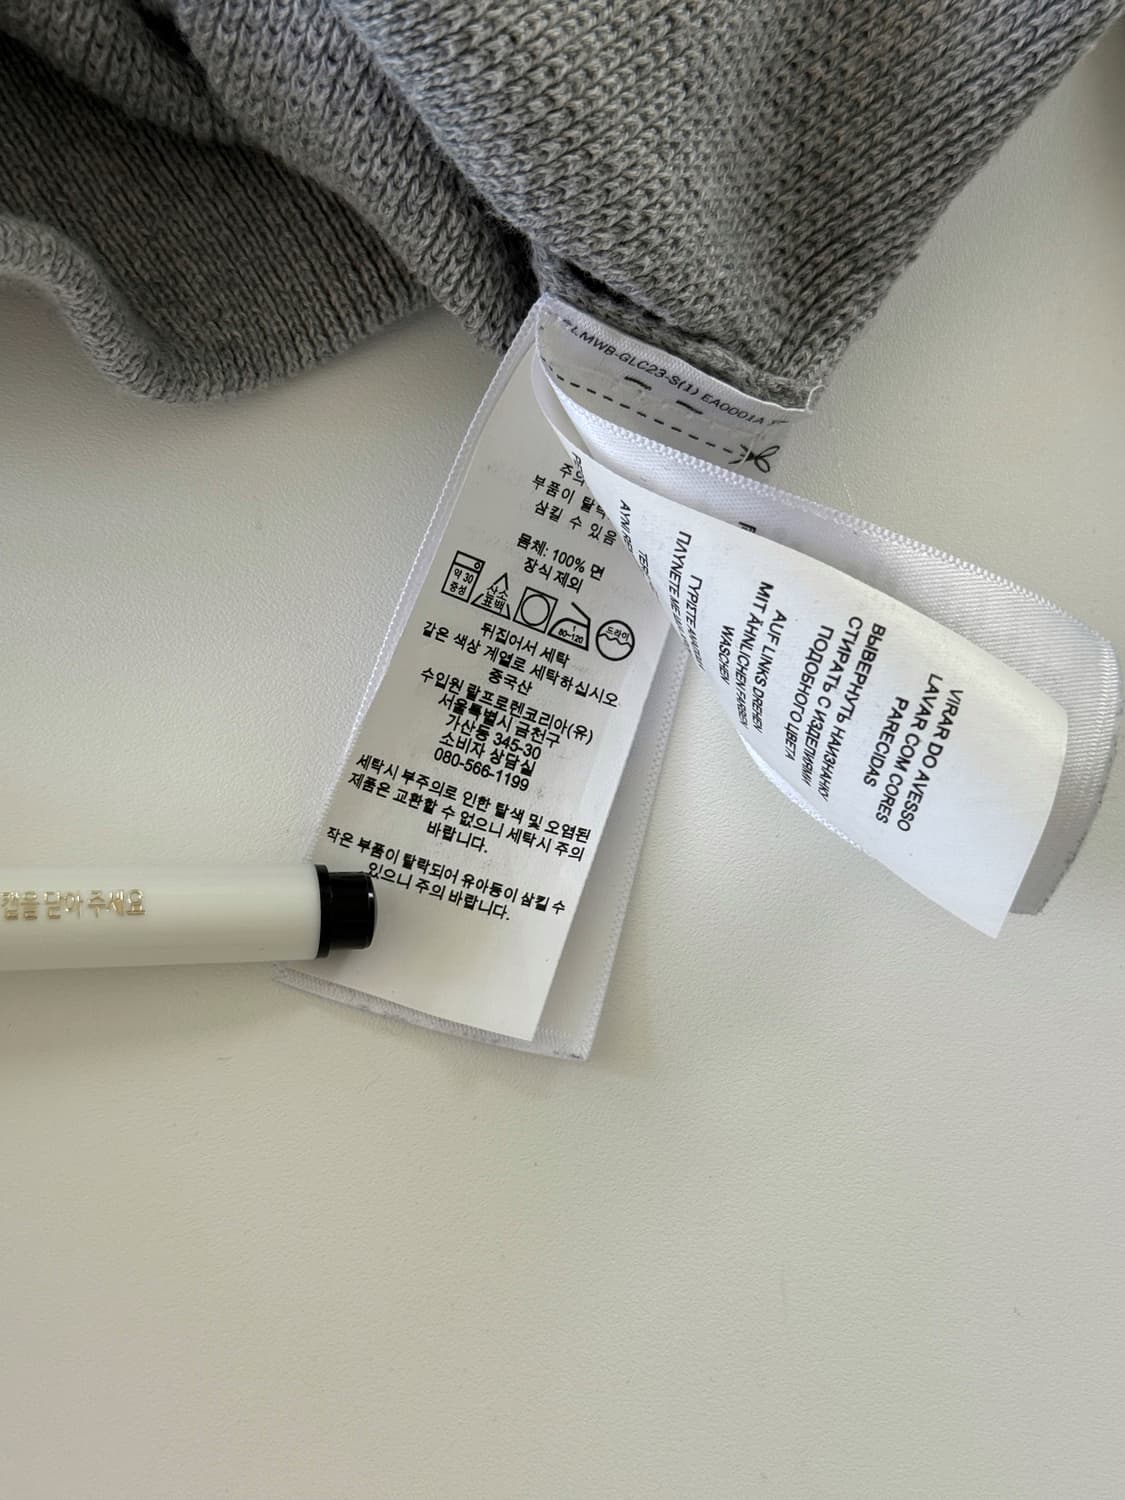 LMWB-GLC23-S(1) EA0001A
주의
부품이 탈락
삼킬 수 있음
몸체: 100% 면
장식 제외
약 30
중성
산소
표백
1
80~120
드라이
뒤집어서 세탁
같은 색상 계열로 세탁하십시오
중국산
수입원 랄프로렌코리아(유)
서울특별시 금천구
가산동 345-30
소비자 상담실
080-566-1199
세탁시 부주의로 인한 탈색 및 오염된
제품은 교환할 수 없으니 세탁시 주의
바랍니다.
작은 부품이 탈락되어 유아동이 삼킬 수
있으니 주의 바랍니다.
캡을 닫아 주세요
ΠΛΥΝΕΤΕ ΜΕ
ΓΥΡΙΣΤΕ
AUF LINKS DREHEN
MIT ÄHNLICHEN FARBEN
WASCHEN
ВЫВЕРНУТЬ НАИЗНАНКУ
СТИРАТЬ С ИЗДЕЛИЯМИ
ПОДОБНОГО ЦВЕТА
VIRAR DO AVESSO
LAVAR COM CORES
PARECIDAS